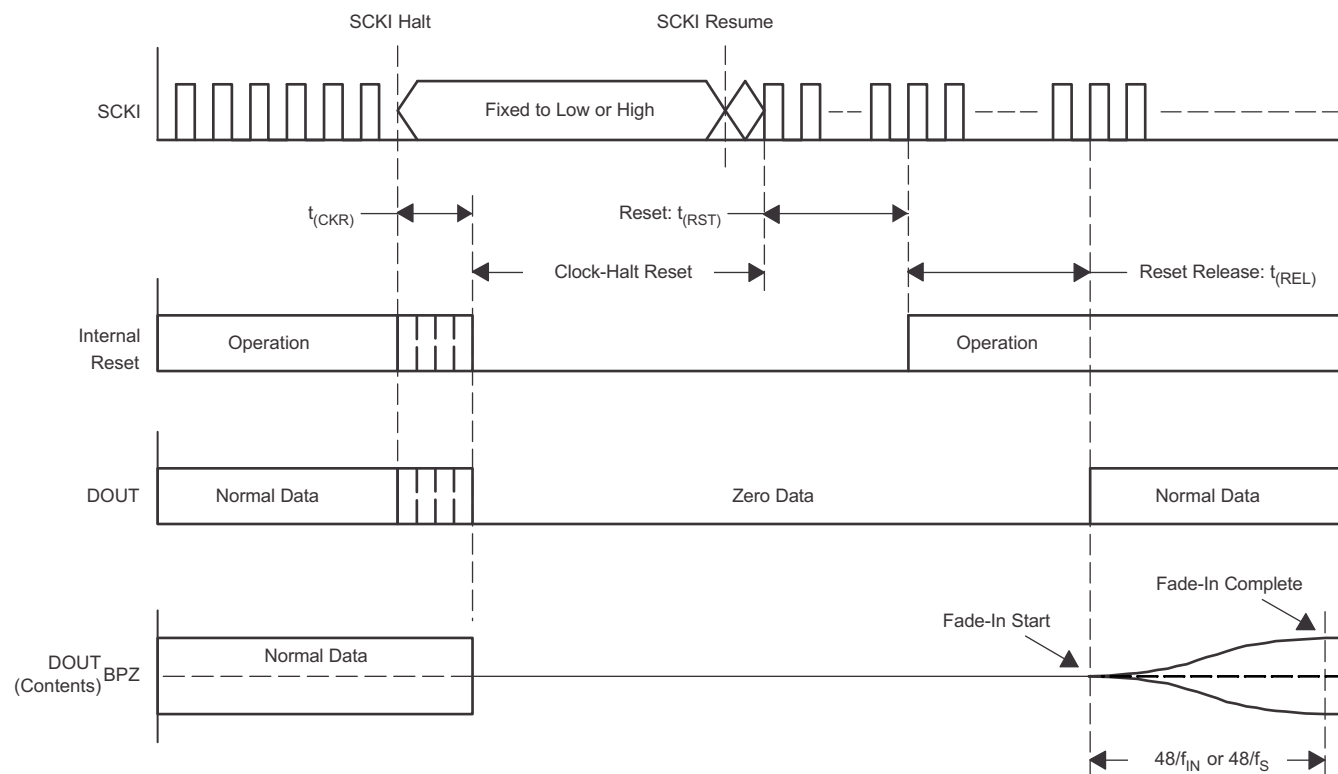 SCKI Halt
SCKI Resume
SCKI
Fixed to Low or High
t(CKR)
Reset: t(RST)
Clock-Halt Reset
Reset Release: t(REL)
Internal
Reset
Operation
Operation
DOUT
Normal Data
Zero Data
Normal Data
Fade-In Complete
Fade-In Start
DOUT
(Contents)
BPZ
Normal Data
48/fIN or 48/fS